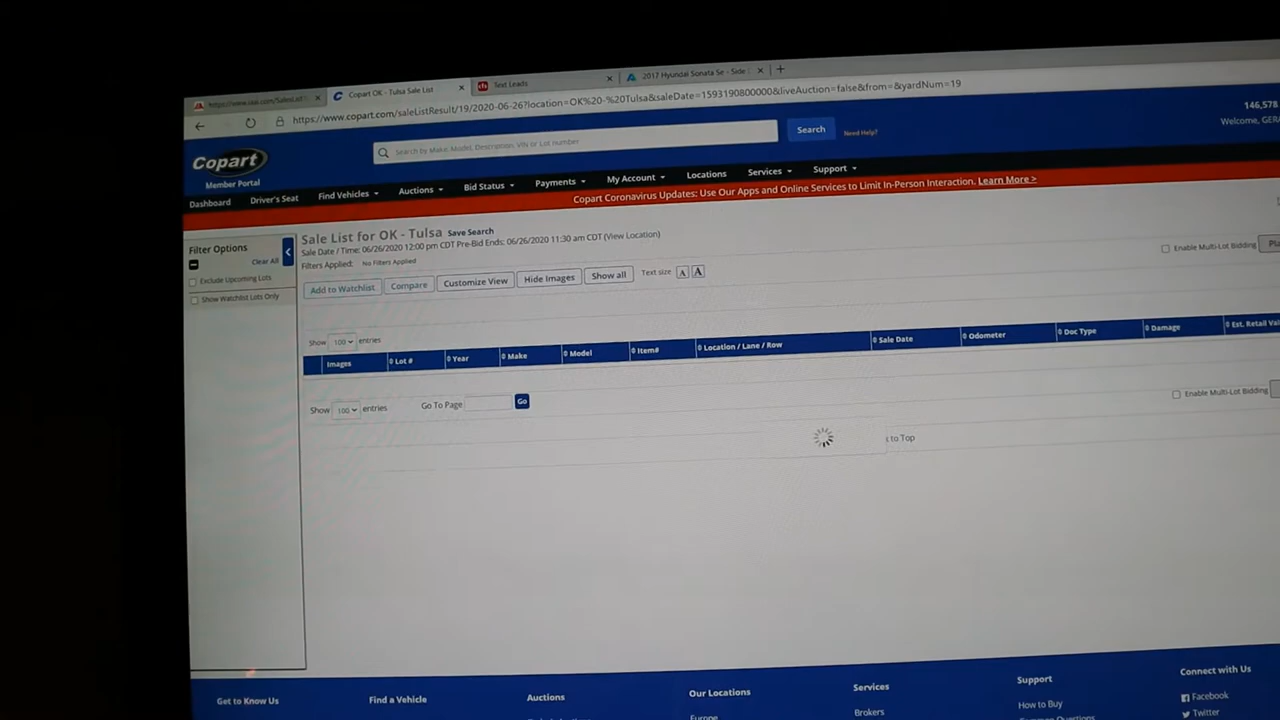 Copart OK - Tulsa Sale List
Text Leads
2017 Hyundai Sonata Se - Side
https://www.copart.com/saleListResult/19/2020-06-26?location=OK%20-%20Tulsa&saleDate=1593190800000&liveAuction=false&from=&yardNum=19
146,578
Copart
Member Portal
Search by Make, Model, Description, VIN or Lot number
Search
Need Help?
Welcome, GER
Dashboard
Driver's Seat
Find Vehicles
Auctions
Bid Status
Payments
My Account
Locations
Services
Support
Copart Coronavirus Updates: Use Our Apps and Online Services to Limit In-Person Interaction. Learn More >
Filter Options
Clear All
Exclude Upcoming Lots
Show Watchlist Lots Only
Sale List for OK - Tulsa Save Search
Sale Date / Time: 06/26/2020 12:00 pm CDT Pre-Bid Ends: 06/26/2020 11:30 am CDT (View Location)
Filters Applied: No Filters Applied
Enable Multi-Lot Bidding
Add to Watchlist
Compare
Customize View
Hide Images
Show all
Text size A A
Show 100 entries
Images
Lot #
Year
Make
Model
Item#
Location / Lane / Row
Sale Date
Odometer
Doc Type
Damage
Est. Retail Val
Show 100 entries
Go To Page
Go
Enable Multi-Lot Bidding
to Top
Get to Know Us
Find a Vehicle
Auctions
Our Locations
Europe
Services
Brokers
Support
How to Buy
Connect with Us
Facebook
Twitter